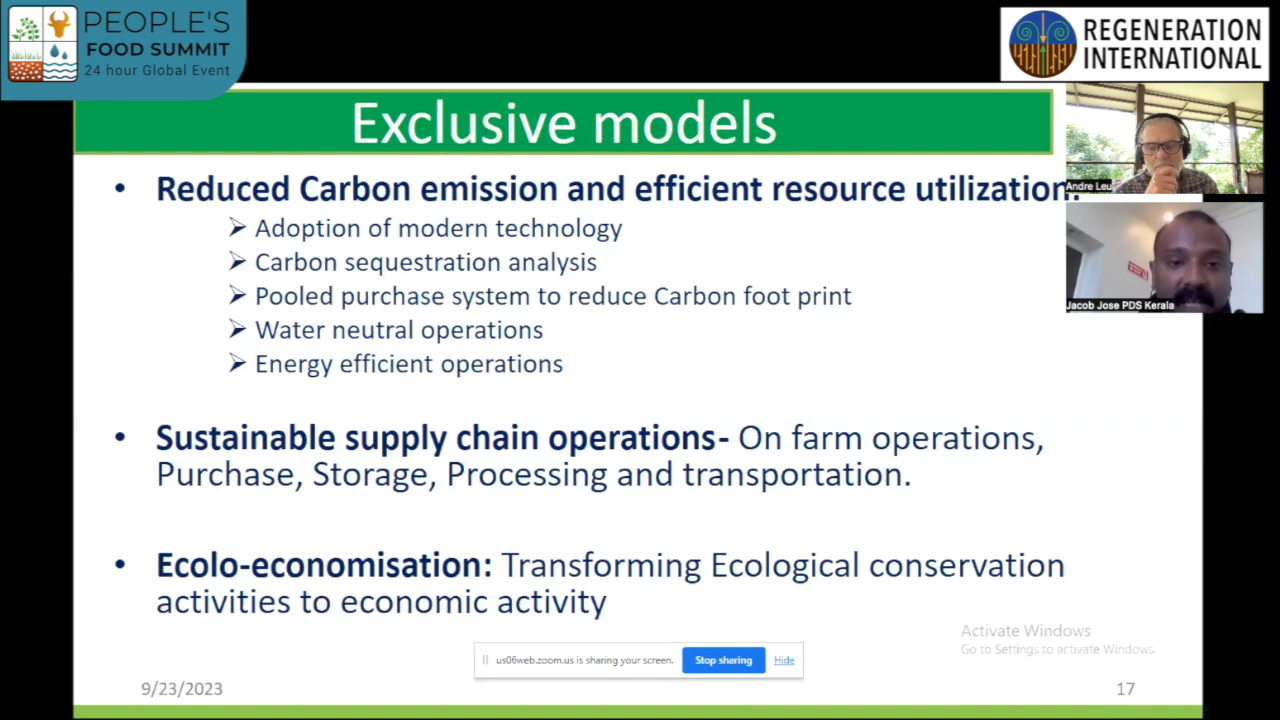 PEOPLE'S
FOOD SUMMIT
24 hour Global Event
REGENERATION
INTERNATIONAL
Exclusive models
• Reduced Carbon emission and efficient resource utilization.
➢ Adoption of modern technology
➢ Carbon sequestration analysis
➢ Pooled purchase system to reduce Carbon foot print
➢ Water neutral operations
➢ Energy efficient operations
• Sustainable supply chain operations- On farm operations,
Purchase, Storage, Processing and transportation.
• Ecolo-economisation: Transforming Ecological conservation
activities to economic activity
Andre Leu
Jacob Jose PDS Kerala
Activate Windows
Go to Settings to activate Windows.
us06web.zoom.us is sharing your screen. Stop sharing Hide
9/23/2023 17